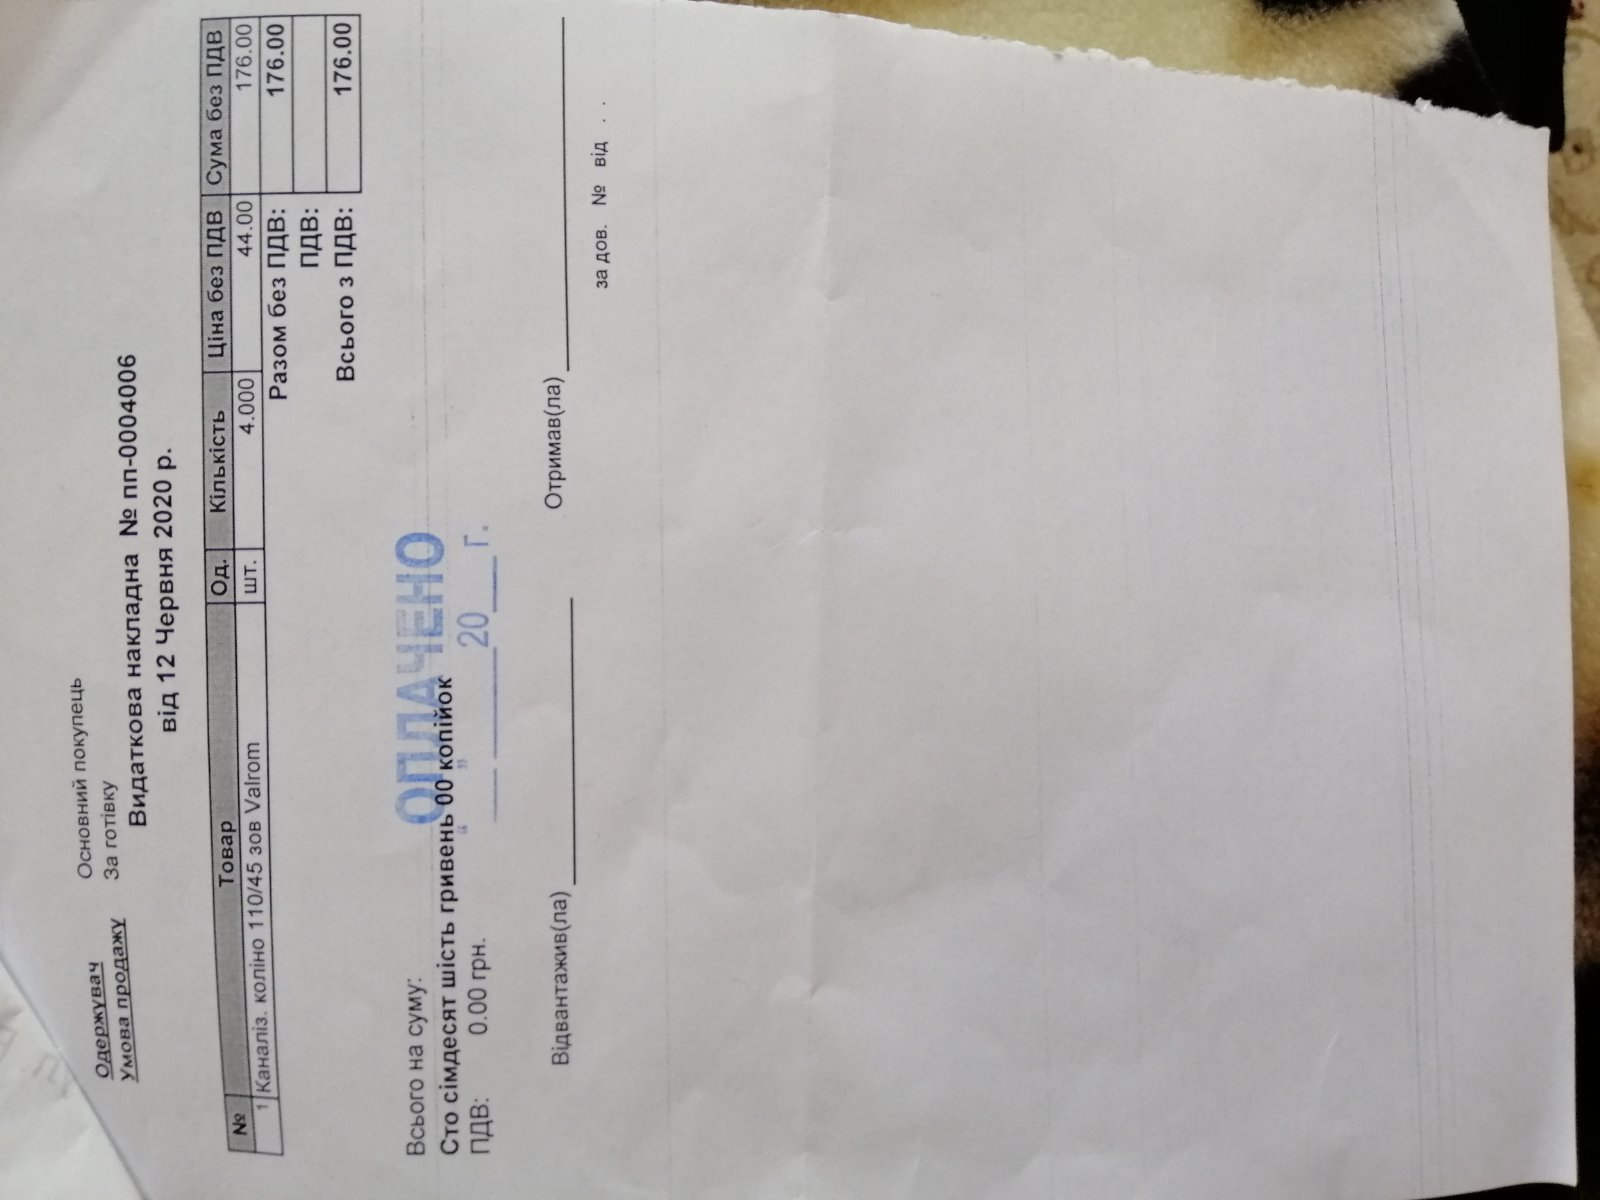 Одержувач Основний покупець
Умова продажу За готівку
Видаткова накладна № пп-0004006
від 12 Червня 2020 р.
№ Товар Од. Кількість Ціна без ПДВ Сума без ПДВ
1 Каналіз. коліно 110/45 зов Valrom шт. 4.000 44.00 176.00
Разом без ПДВ: 176.00
ПДВ:
Всього з ПДВ: 176.00
Всього на суму:
ОПЛАЧЕНО
Сто сімдесят шість гривень 00 копійок
„ “ 20 г.
ПДВ: 0.00 грн.
Відвантажив(ла) Отримав(ла)
за дов. № від . .